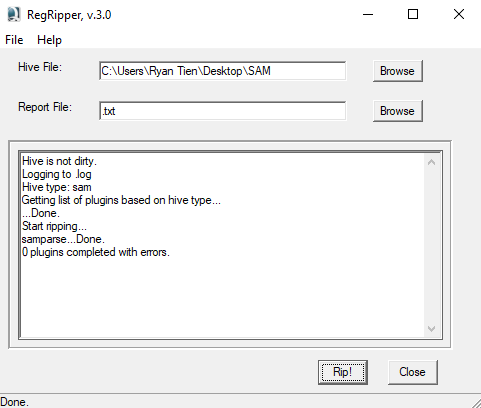 RegRipper, v.3.0
File Help
Hive File: C:\Users\Ryan Tien\Desktop\SAM Browse
Report File: .txt Browse
Hive is not dirty.
Logging to .log
Hive type: sam
Getting list of plugins based on hive type...
...Done.
Start ripping...
samparse...Done.
0 plugins completed with errors.
Rip! Close
Done.